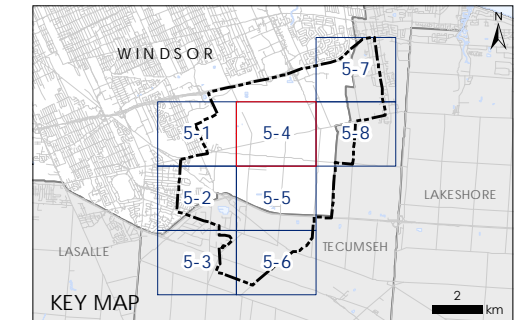 N
WINDSOR
5-7
5-1
5-4
5-8
5-2
5-5
LAKESHORE
LASALLE
TECUMSEH
5-3
5-6
KEY MAP
2
km